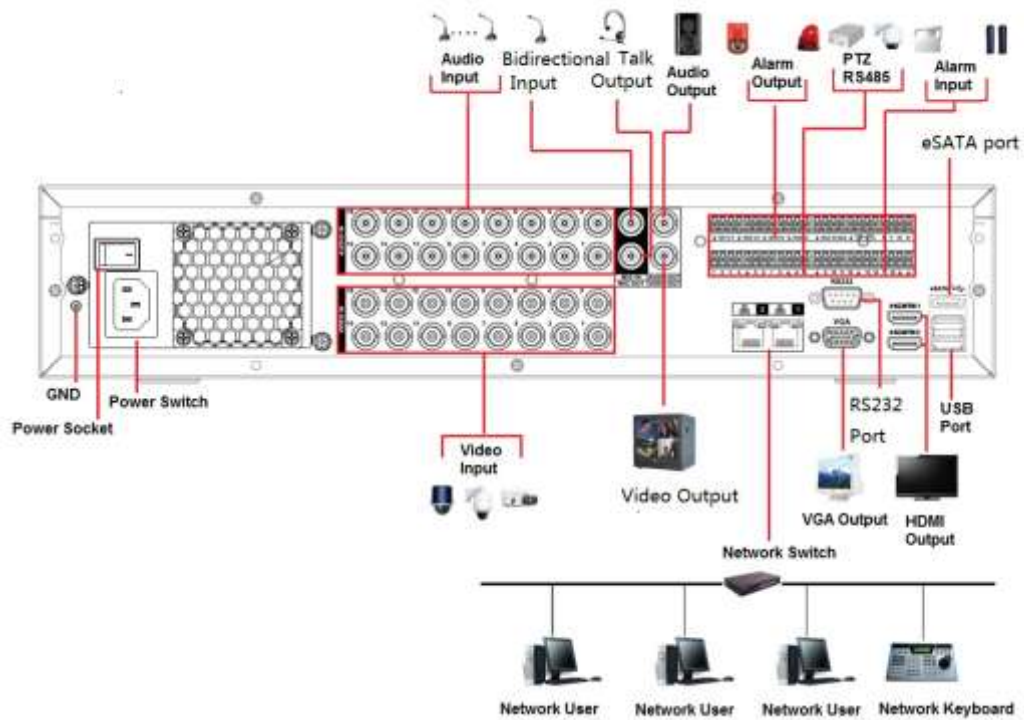 Audio
Input
Bidirectional Talk
Input
Output
Audio
Output
Alarm
Output
PTZ
RS485
Alarm
Input
eSATA port
RS232
VGA
GND
Power Switch
Power Socket
Video
Input
Video Output
RS232
Port
USB
Port
VGA Output
HDMI
Output
Network Switch
Network User
Network User
Network User
Network Keyboard